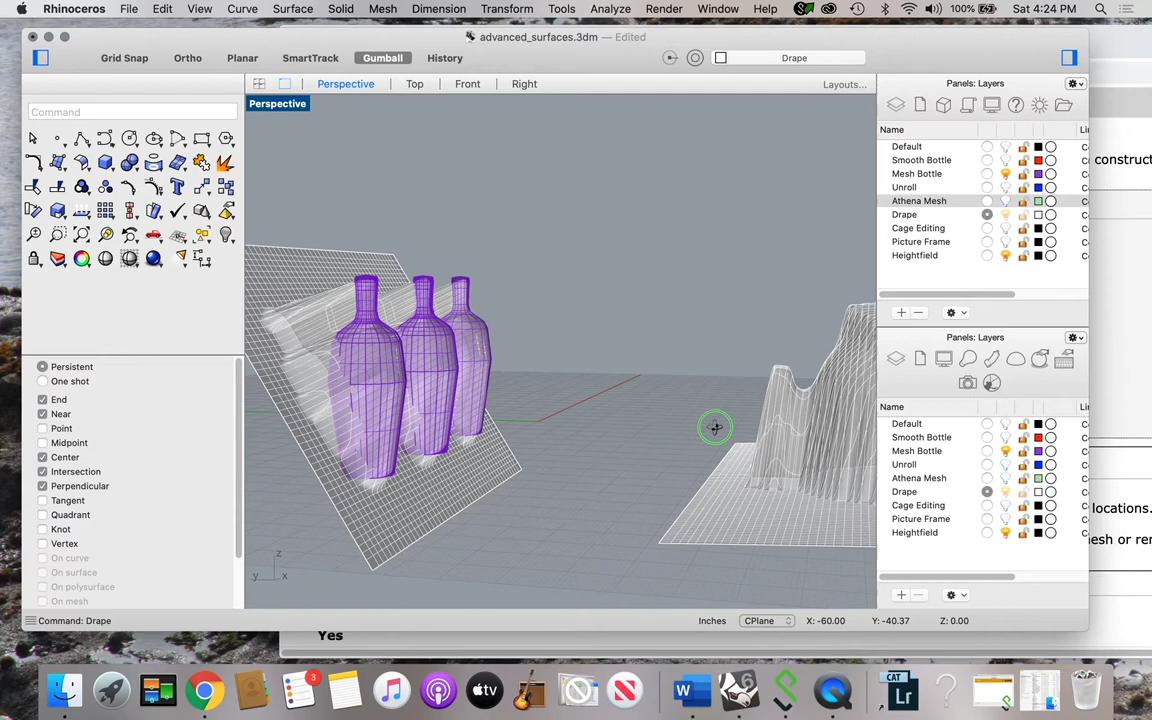 Rhinoceros File Edit View Curve Surface Solid Mesh Dimension Transform Tools Analyze Render Window Help 100% Sat 4:24 PM
advanced_surfaces.3dm — Edited
Grid Snap Ortho Planar SmartTrack Gumball History Drape
Perspective Top Front Right Layouts... Panels: Layers
Perspective
Command
Name
Default
Smooth Bottle
Mesh Bottle
Unroll
Athena Mesh
Drape
Cage Editing
Picture Frame
Heightfield
Panels: Layers
Name
Default
Smooth Bottle
Mesh Bottle
Unroll
Athena Mesh
Drape
Cage Editing
Picture Frame
Heightfield
Persistent
One shot
End
Near
Point
Midpoint
Center
Intersection
Perpendicular
Tangent
Quadrant
Knot
Vertex
On curve
On surface
On polysurface
On mesh
z
y x
Command: Drape Inches CPlane X: -60.00 Y: -40.37 Z: 0.00
construct
locations.
esh or ren
Yes
3
tv
W
6
CAT
Lr